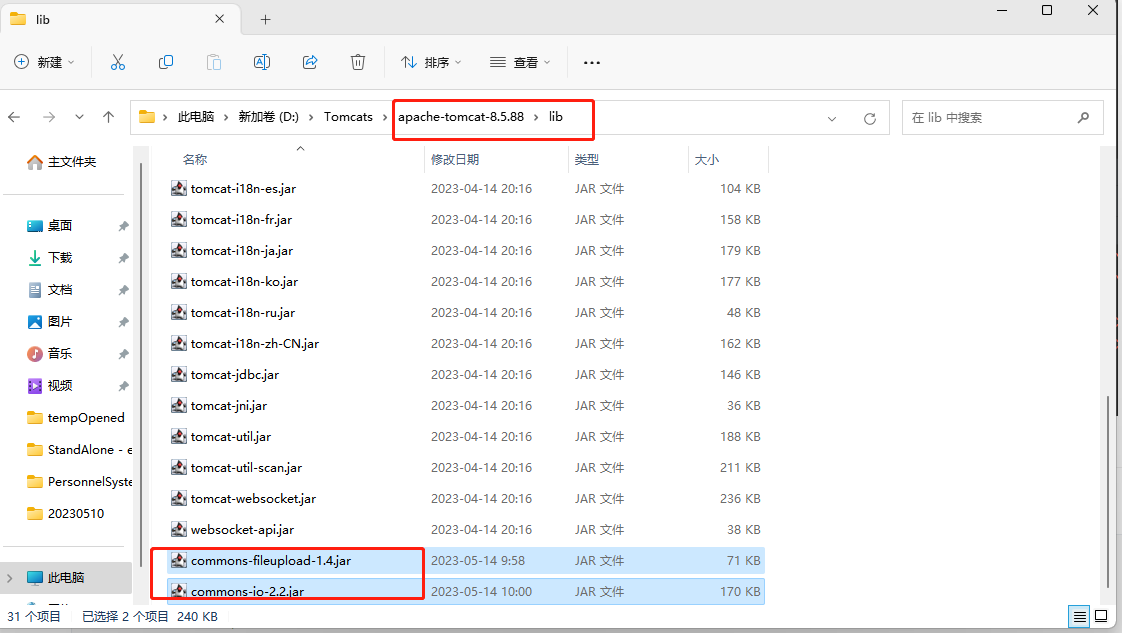 lib
新建
排序
查看
此电脑 新加卷 (D:) Tomcats apache-tomcat-8.5.88 lib
在 lib 中搜索
主文件夹
桌面
下载
文档
图片
音乐
视频
tempOpened
StandAlone - e
PersonnelSyste
20230510
此电脑
名称 修改日期 类型 大小
tomcat-i18n-es.jar 2023-04-14 20:16 JAR 文件 104 KB
tomcat-i18n-fr.jar 2023-04-14 20:16 JAR 文件 158 KB
tomcat-i18n-ja.jar 2023-04-14 20:16 JAR 文件 179 KB
tomcat-i18n-ko.jar 2023-04-14 20:16 JAR 文件 177 KB
tomcat-i18n-ru.jar 2023-04-14 20:16 JAR 文件 48 KB
tomcat-i18n-zh-CN.jar 2023-04-14 20:16 JAR 文件 162 KB
tomcat-jdbc.jar 2023-04-14 20:16 JAR 文件 146 KB
tomcat-jni.jar 2023-04-14 20:16 JAR 文件 36 KB
tomcat-util.jar 2023-04-14 20:16 JAR 文件 188 KB
tomcat-util-scan.jar 2023-04-14 20:16 JAR 文件 211 KB
tomcat-websocket.jar 2023-04-14 20:16 JAR 文件 236 KB
websocket-api.jar 2023-04-14 20:16 JAR 文件 38 KB
commons-fileupload-1.4.jar 2023-05-14 9:58 JAR 文件 71 KB
commons-io-2.2.jar 2023-05-14 10:00 JAR 文件 170 KB
31 个项目 已选择 2 个项目 240 KB